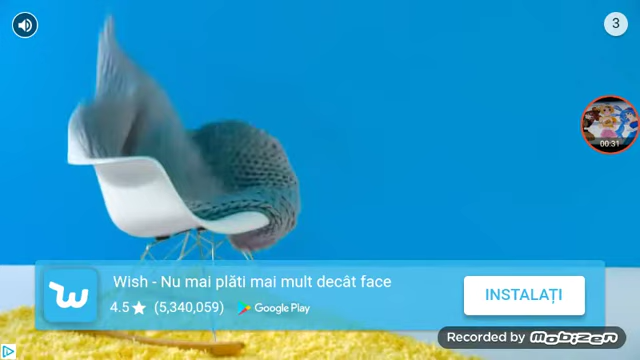 3
00:31
Wish - Nu mai plăti mai mult decât face
4.5 (5,340,059) Google Play
INSTALAȚI
Recorded by mobizen